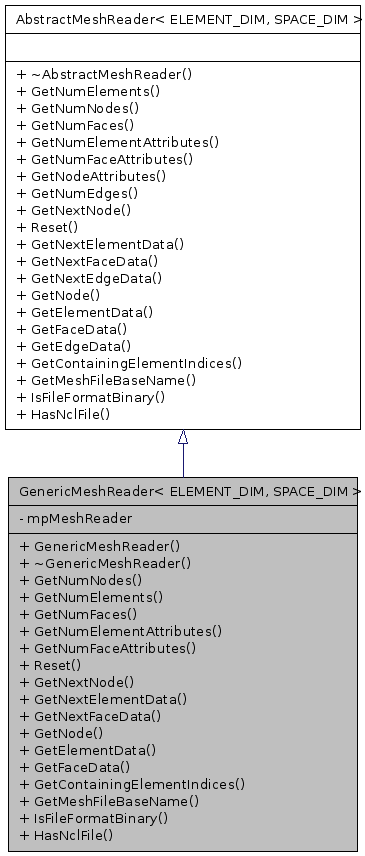 AbstractMeshReader< ELEMENT_DIM, SPACE_DIM >
+ ~AbstractMeshReader()
+ GetNumElements()
+ GetNumNodes()
+ GetNumFaces()
+ GetNumElementAttributes()
+ GetNumFaceAttributes()
+ GetNodeAttributes()
+ GetNumEdges()
+ GetNextNode()
+ Reset()
+ GetNextElementData()
+ GetNextFaceData()
+ GetNextEdgeData()
+ GetNode()
+ GetElementData()
+ GetFaceData()
+ GetEdgeData()
+ GetContainingElementIndices()
+ GetMeshFileBaseName()
+ IsFileFormatBinary()
+ HasNclFile()
GenericMeshReader< ELEMENT_DIM, SPACE_DIM >
- mpMeshReader
+ GenericMeshReader()
+ ~GenericMeshReader()
+ GetNumNodes()
+ GetNumElements()
+ GetNumFaces()
+ GetNumElementAttributes()
+ GetNumFaceAttributes()
+ Reset()
+ GetNextNode()
+ GetNextElementData()
+ GetNextFaceData()
+ GetNode()
+ GetElementData()
+ GetFaceData()
+ GetContainingElementIndices()
+ GetMeshFileBaseName()
+ IsFileFormatBinary()
+ HasNclFile()